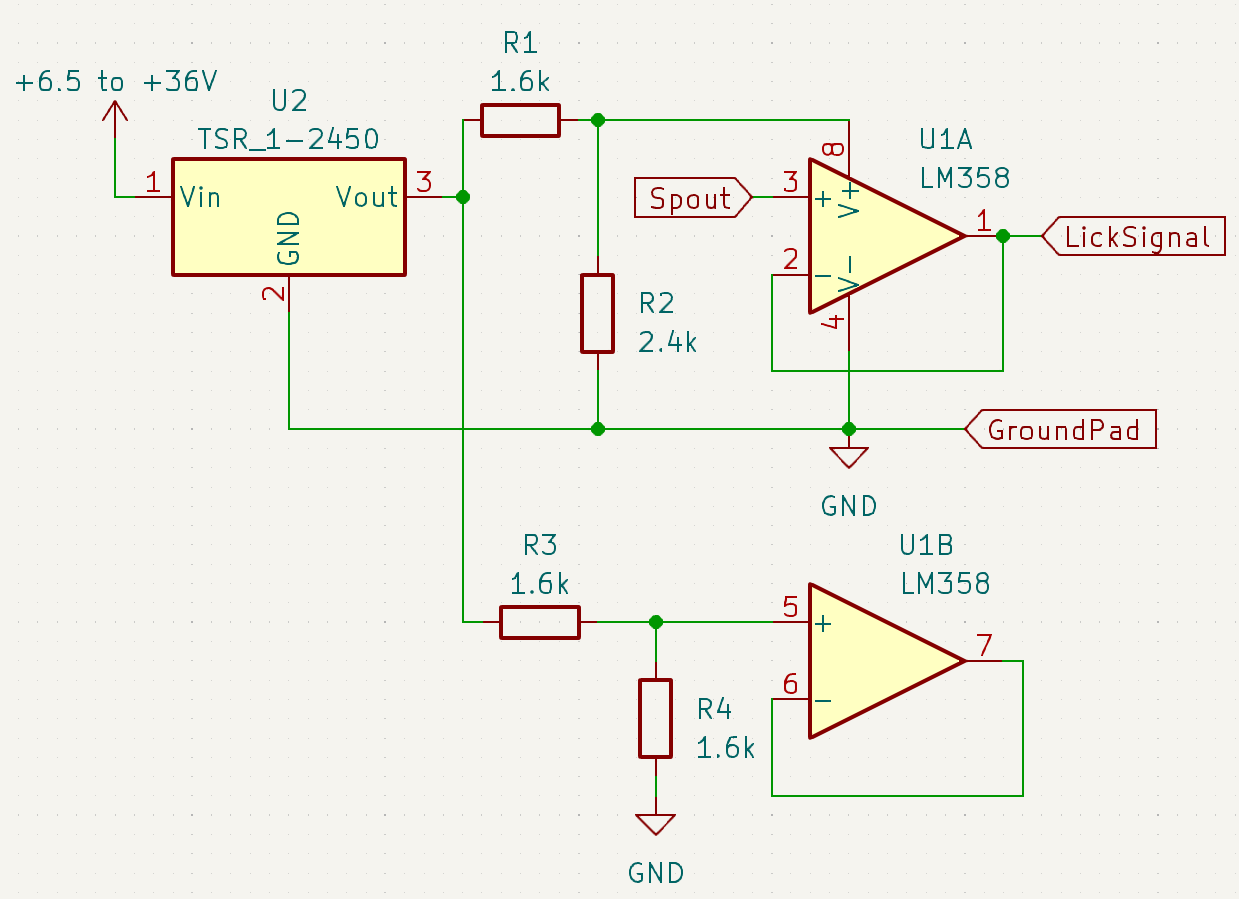 +6.5 to +36V
U2
TSR_1-2450
1
Vin
Vout
3
GND
2
R1
1.6k
R2
2.4k
Spout
3
+
2
-
8
V+
V-
4
U1A
LM358
1
LickSignal
GroundPad
GND
R3
1.6k
R4
1.6k
GND
U1B
LM358
5
+
6
-
7